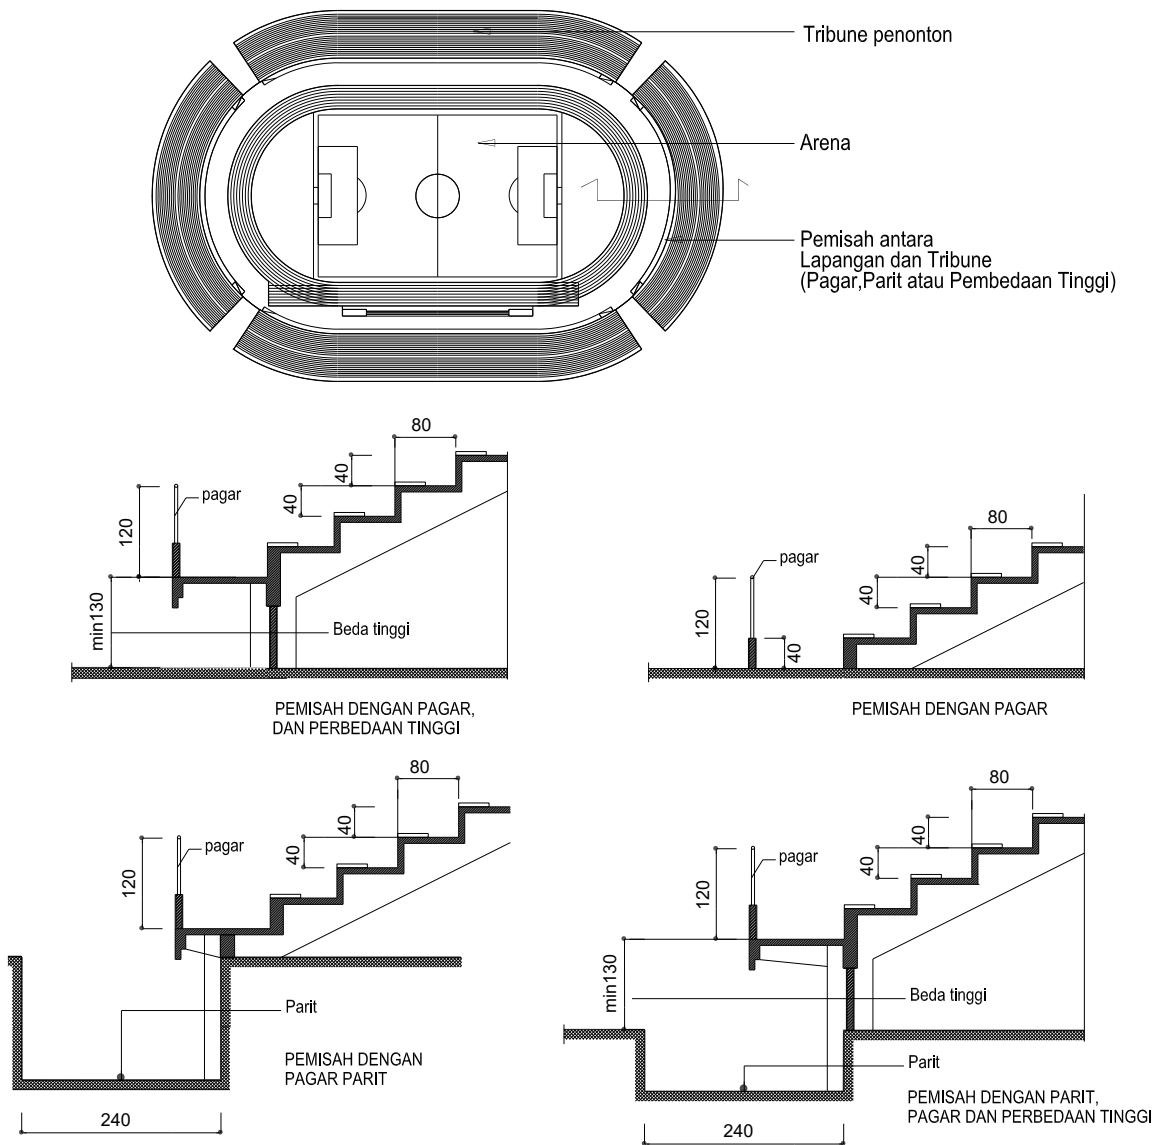 Tribune penonton
Arena
Pemisah antara
Lapangan dan Tribune
(Pagar,Parit atau Pembedaan Tinggi)
80
40
40
pagar
120
min130
Beda tinggi
PEMISAH DENGAN PAGAR,
DAN PERBEDAAN TINGGI
80
40
40
pagar
120
40
PEMISAH DENGAN PAGAR
80
40
40
pagar
120
Parit
PEMISAH DENGAN
PAGAR PARIT
240
80
40
40
pagar
120
min130
Beda tinggi
Parit
PEMISAH DENGAN PARIT,
PAGAR DAN PERBEDAAN TINGGI
240